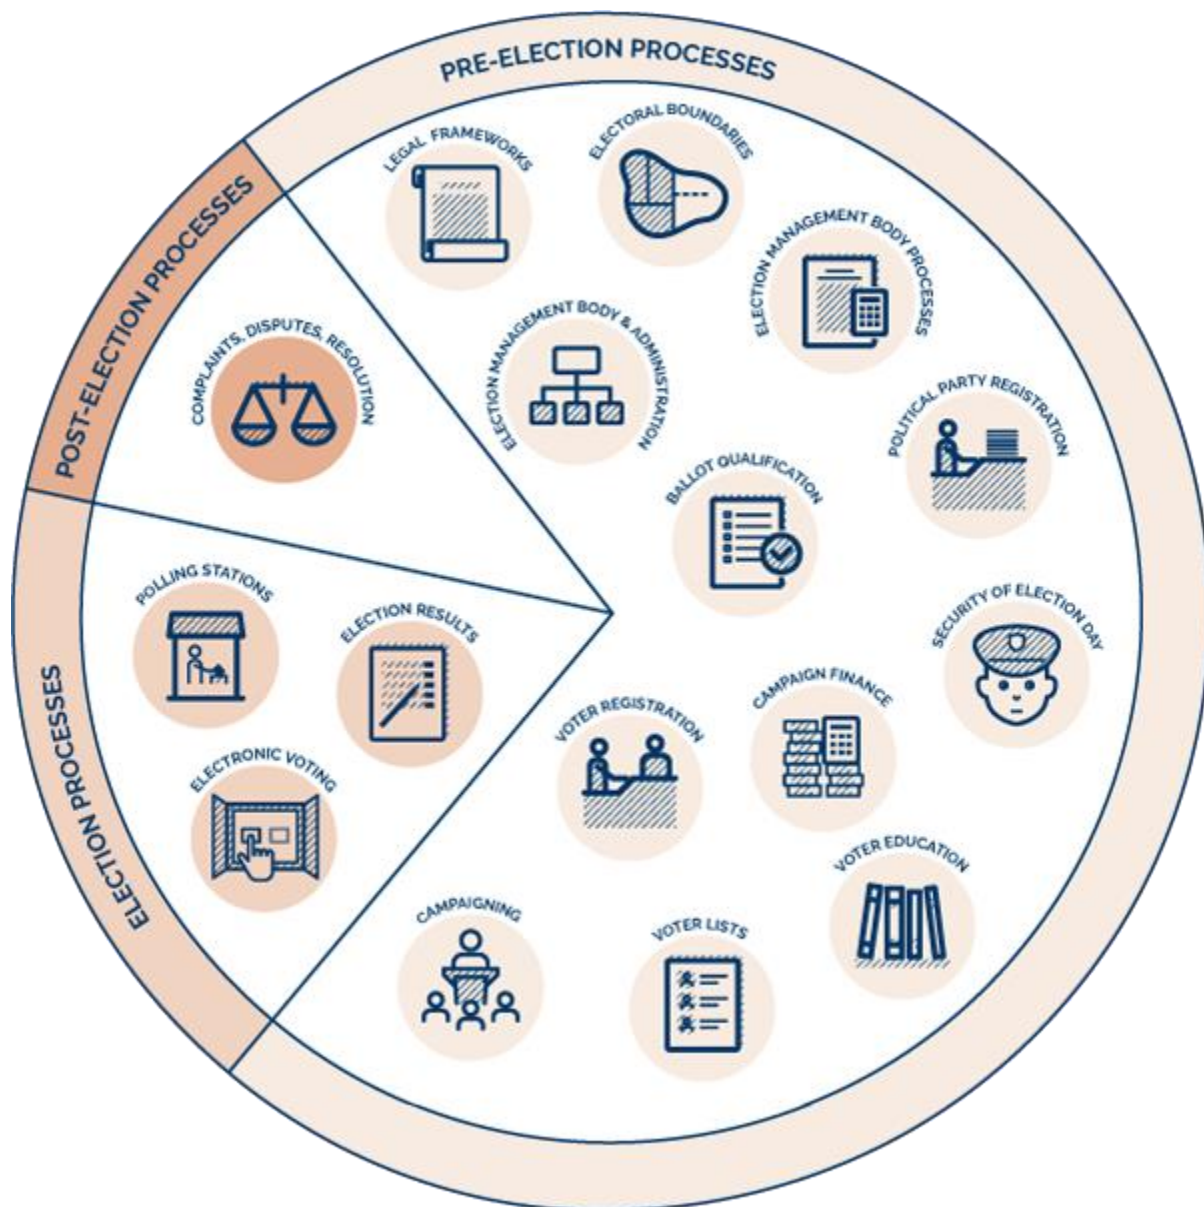 PRE-ELECTION PROCESSES
LEGAL FRAMEWORKS
ELECTORAL BOUNDARIES
ELECTION MANAGEMENT BODY PROCESSES
ELECTION MANAGEMENT BODY & ADMINISTRATION
POLITICAL PARTY REGISTRATION
BALLOT QUALIFICATION
SECURITY OF ELECTION DAY
CAMPAIGN FINANCE
VOTER REGISTRATION
VOTER EDUCATION
VOTER LISTS
CAMPAIGNING
ELECTION PROCESSES
POLLING STATIONS
ELECTION RESULTS
ELECTRONIC VOTING
POST-ELECTION PROCESSES
COMPLAINTS, DISPUTES, RESOLUTION